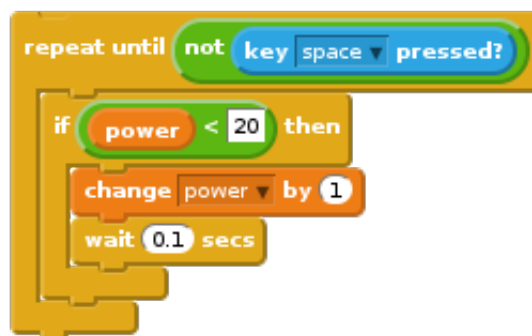 repeat until not key space pressed?
if power < 20 then
change power by 1
wait 0.1 secs